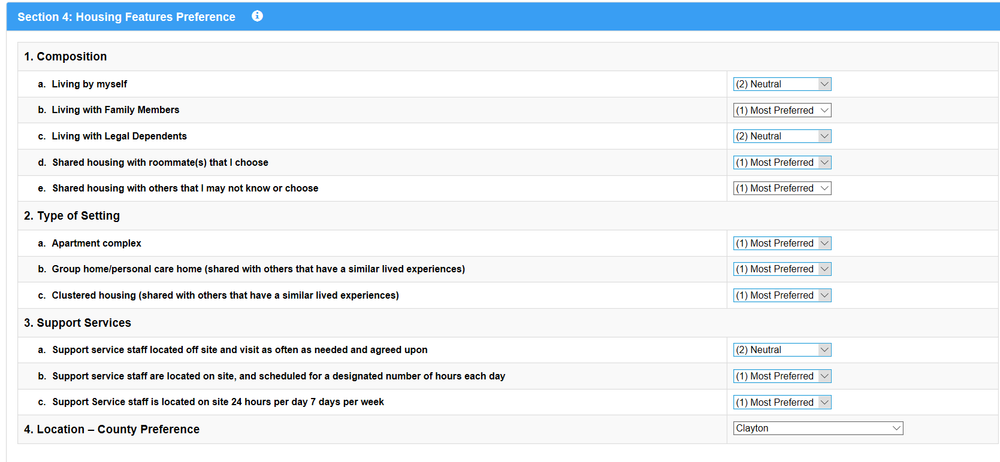 Section 4: Housing Features Preference
1. Composition
a. Living by myself (2) Neutral
b. Living with Family Members (1) Most Preferred
c. Living with Legal Dependents (2) Neutral
d. Shared housing with roommate(s) that I choose (1) Most Preferred
e. Shared housing with others that I may not know or choose (1) Most Preferred
2. Type of Setting
a. Apartment complex (1) Most Preferred
b. Group home/personal care home (shared with others that have a similar lived experiences) (1) Most Preferred
c. Clustered housing (shared with others that have a similar lived experiences) (1) Most Preferred
3. Support Services
a. Support service staff located off site and visit as often as needed and agreed upon (2) Neutral
b. Support service staff are located on site, and scheduled for a designated number of hours each day (1) Most Preferred
c. Support Service staff is located on site 24 hours per day 7 days per week (1) Most Preferred
4. Location – County Preference Clayton